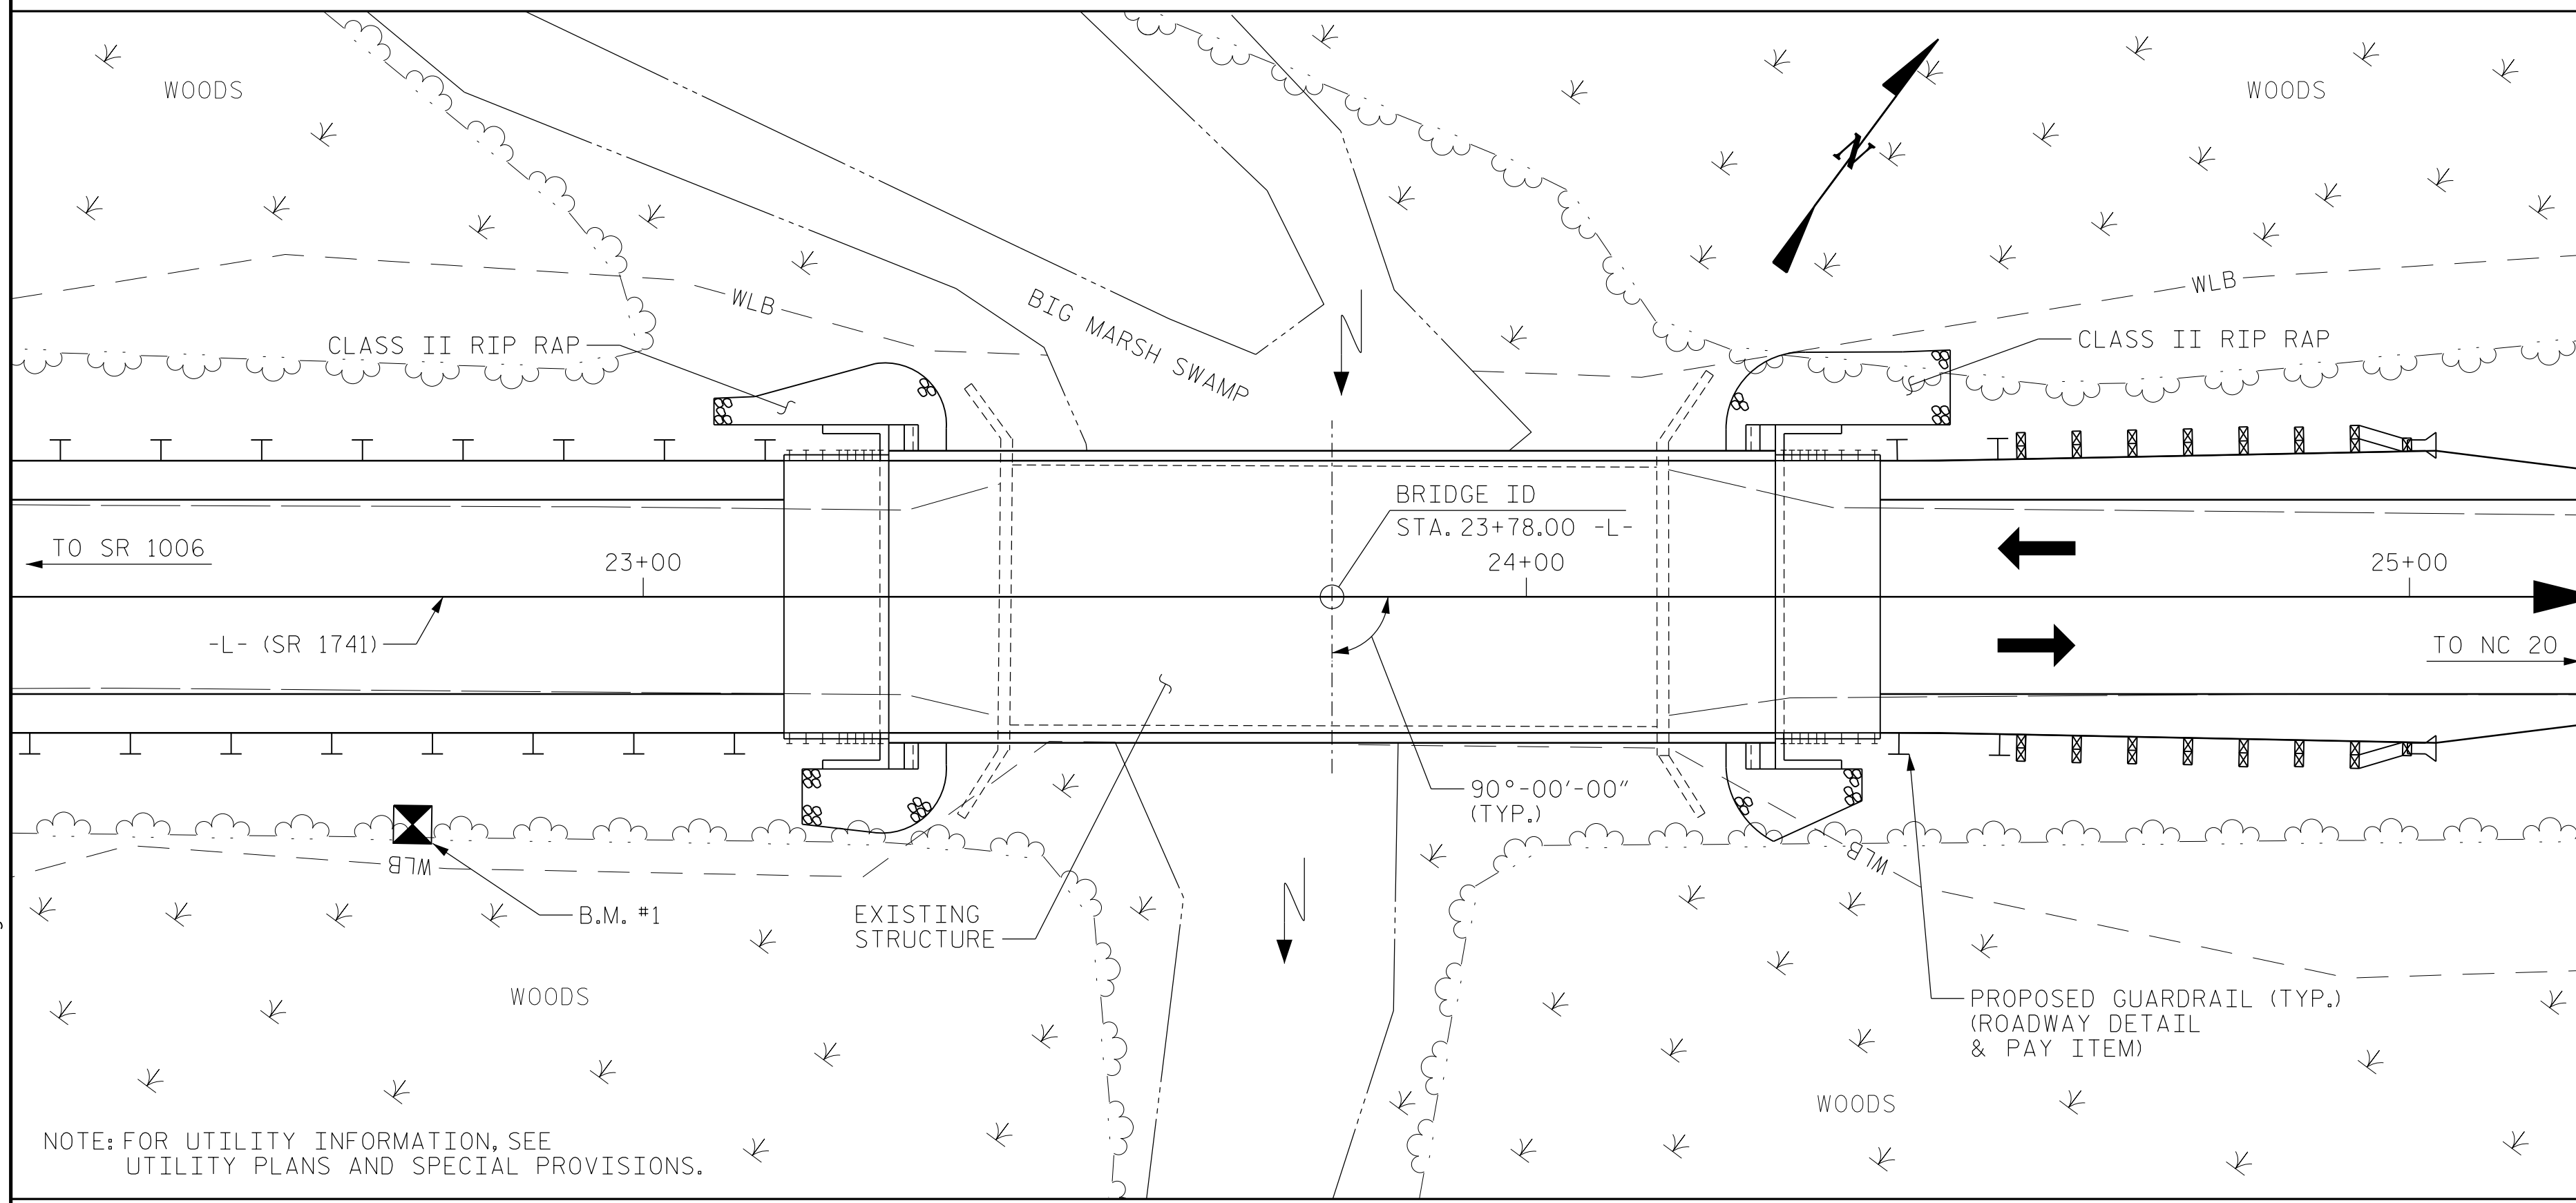 WOODS
WOODS
N
WLB
WLB
BIG MARSH SWAMP
CLASS II RIP RAP
CLASS II RIP RAP
BRIDGE ID
STA. 23+78.00 -L-
TO SR 1006
23+00
24+00
25+00
-L- (SR 1741)
TO NC 20
90°-00'-00"
(TYP.)
WLB
WLB
B.M. #1
EXISTING
STRUCTURE
WOODS
PROPOSED GUARDRAIL (TYP.)
(ROADWAY DETAIL
& PAY ITEM)
WOODS
NOTE: FOR UTILITY INFORMATION, SEE
UTILITY PLANS AND SPECIAL PROVISIONS.